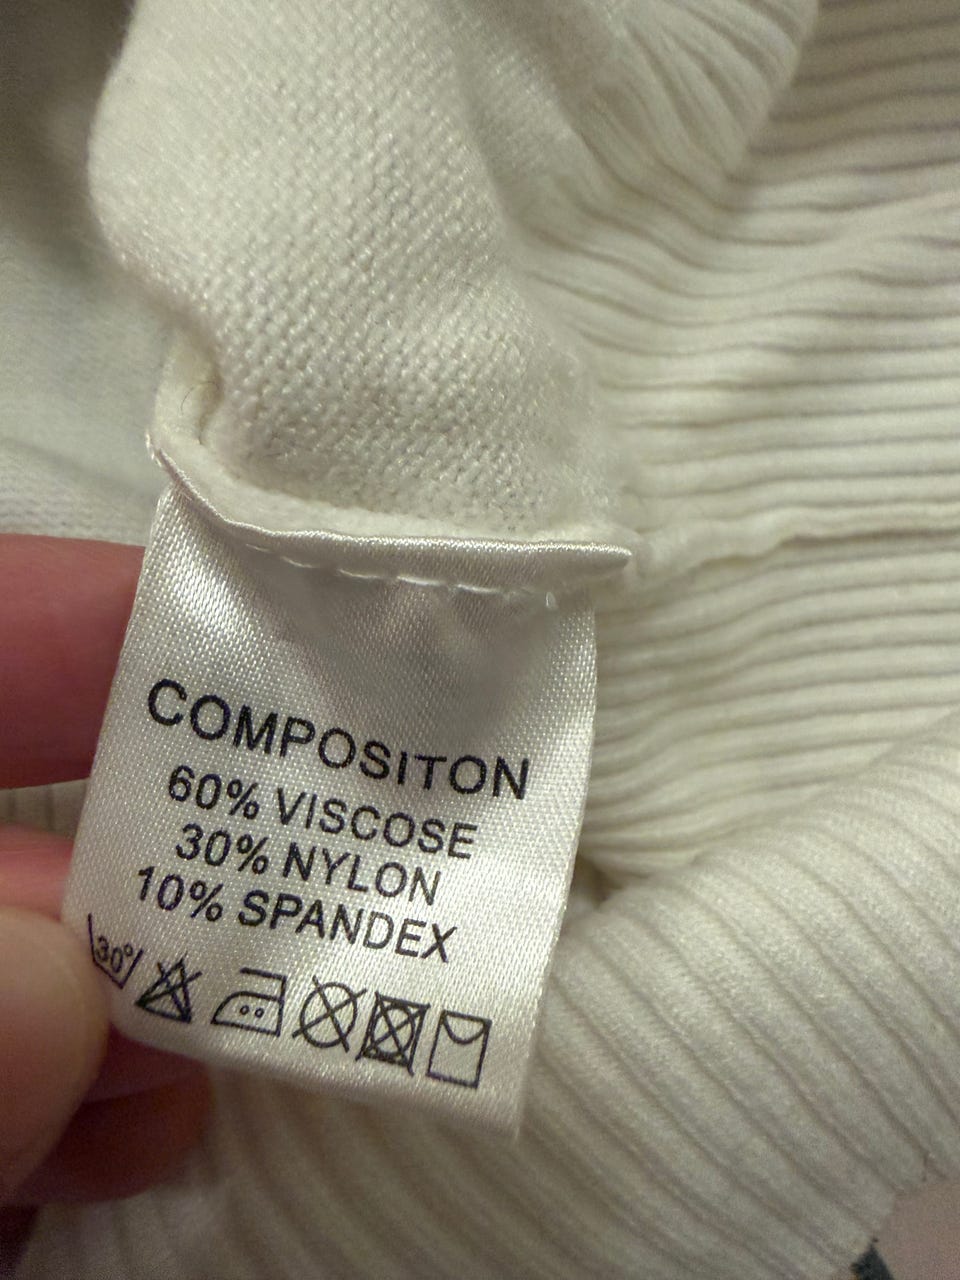 COMPOSITON
60% VISCOSE
30% NYLON
10% SPANDEX
30°